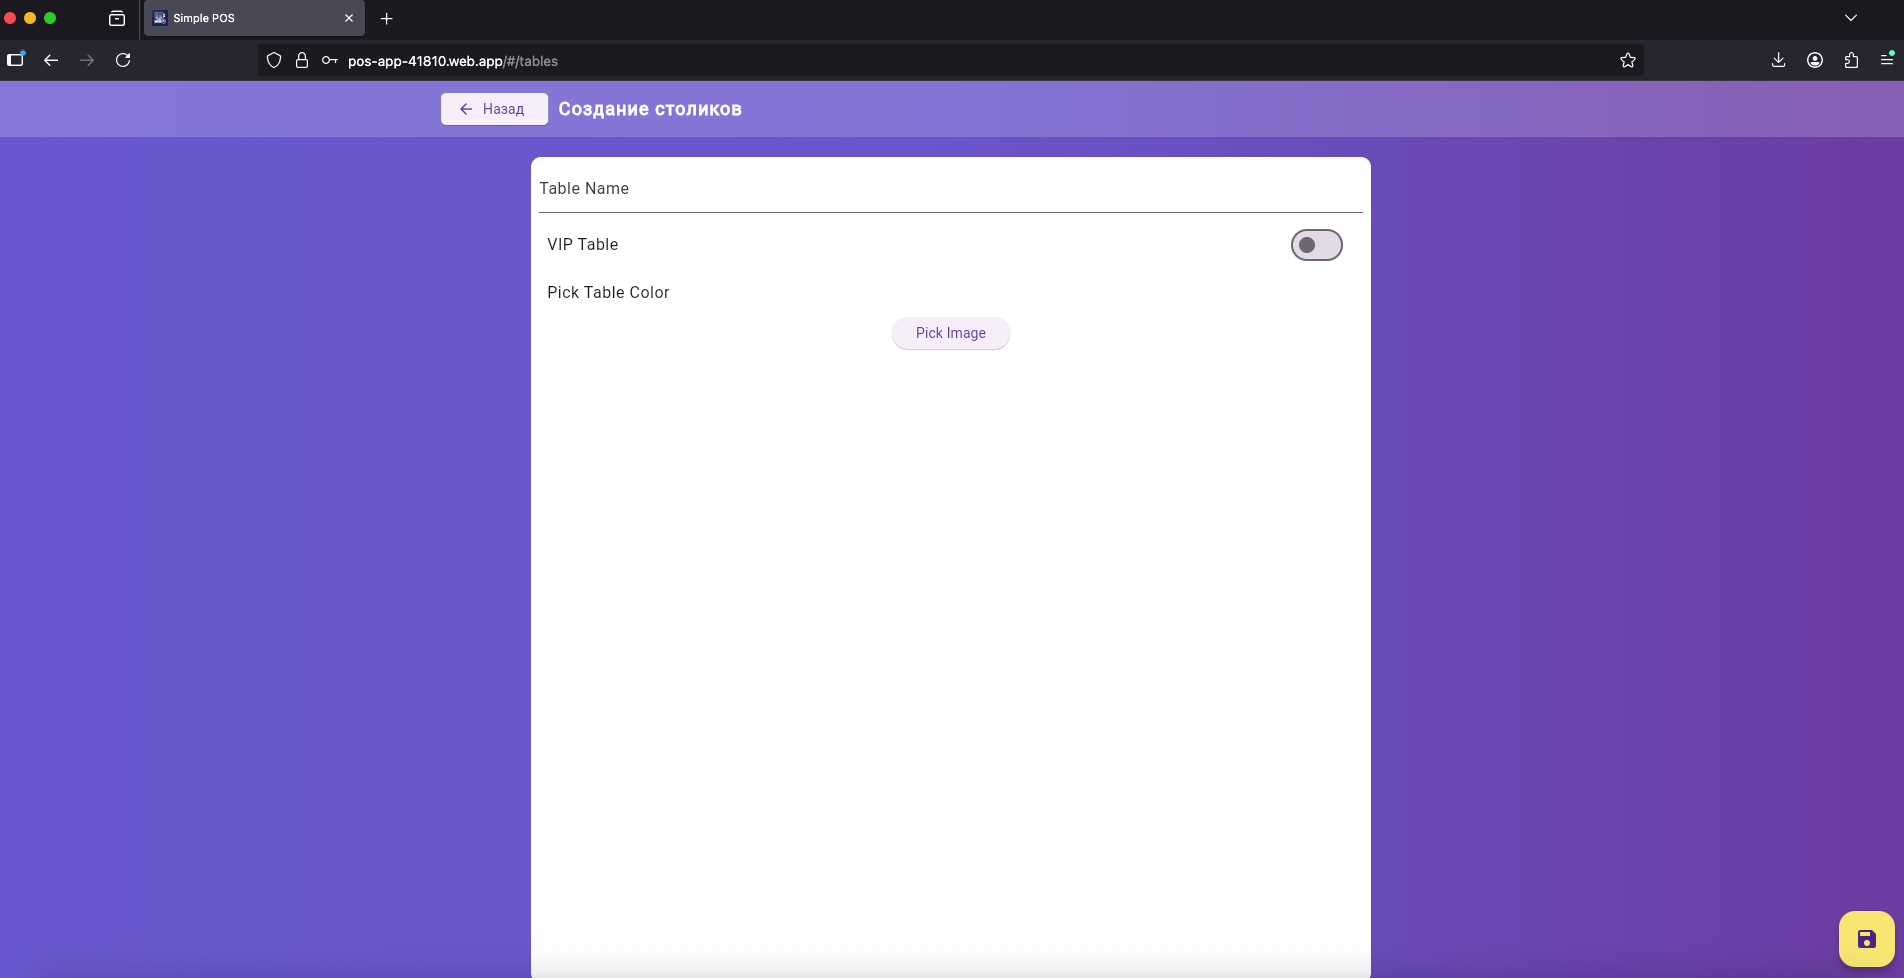 Simple POS
pos-app-41810.web.app/#/tables
Назад
Создание столиков
Table Name
VIP Table
Pick Table Color
Pick Image